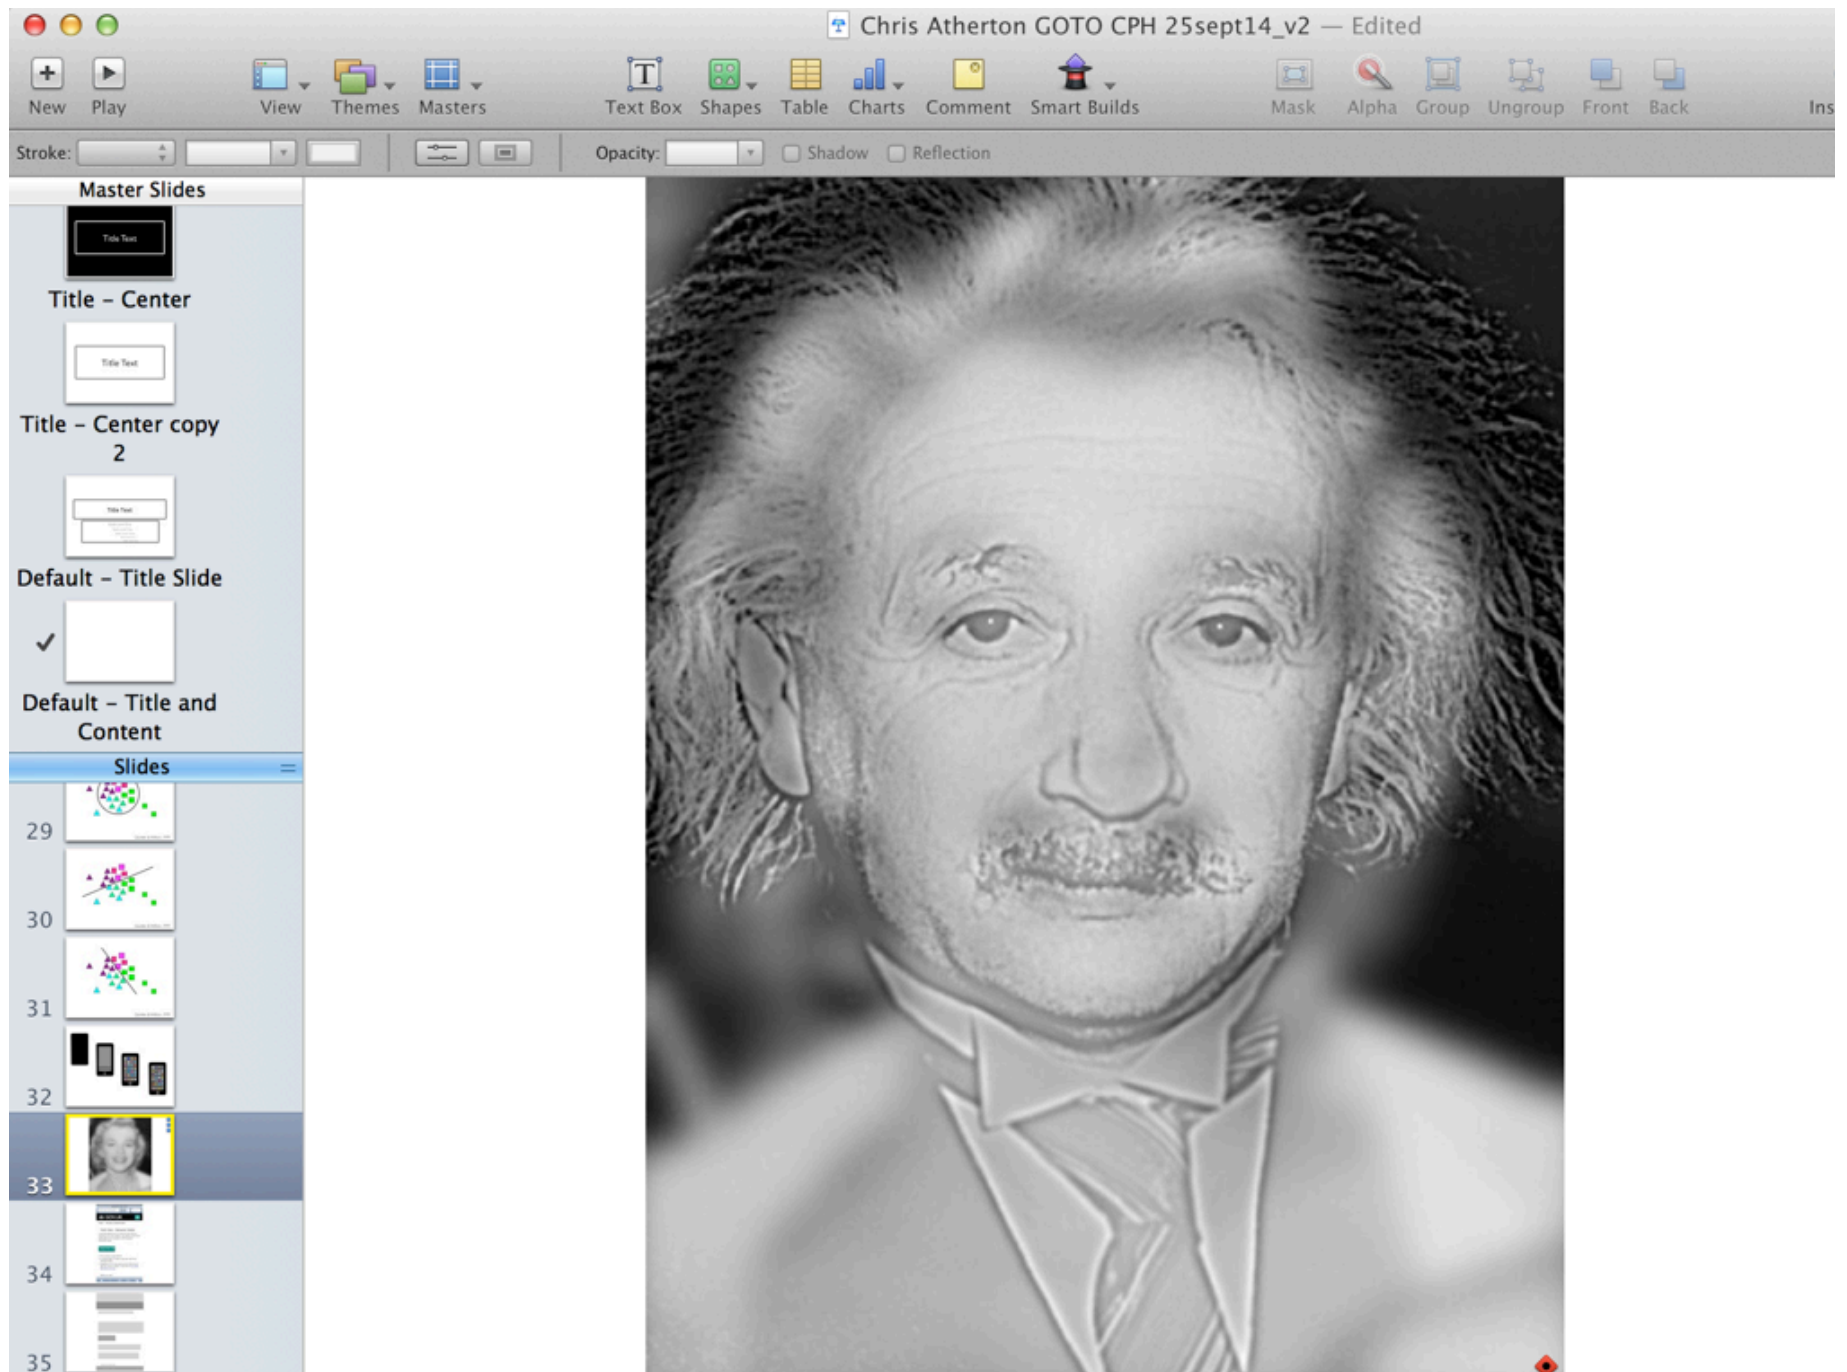 Chris Atherton GOTO CPH 25sept14_v2 — Edited
New Play View Themes Masters Text Box Shapes Table Charts Comment Smart Builds Mask Alpha Group Ungroup Front Back Ins
Stroke: Opacity: Shadow Reflection
Master Slides
Title Text
Title – Center
Title Text
Title – Center copy
2
Title Text
Default – Title Slide
Default – Title and
Content
Slides
29
30
31
32
33
34
35